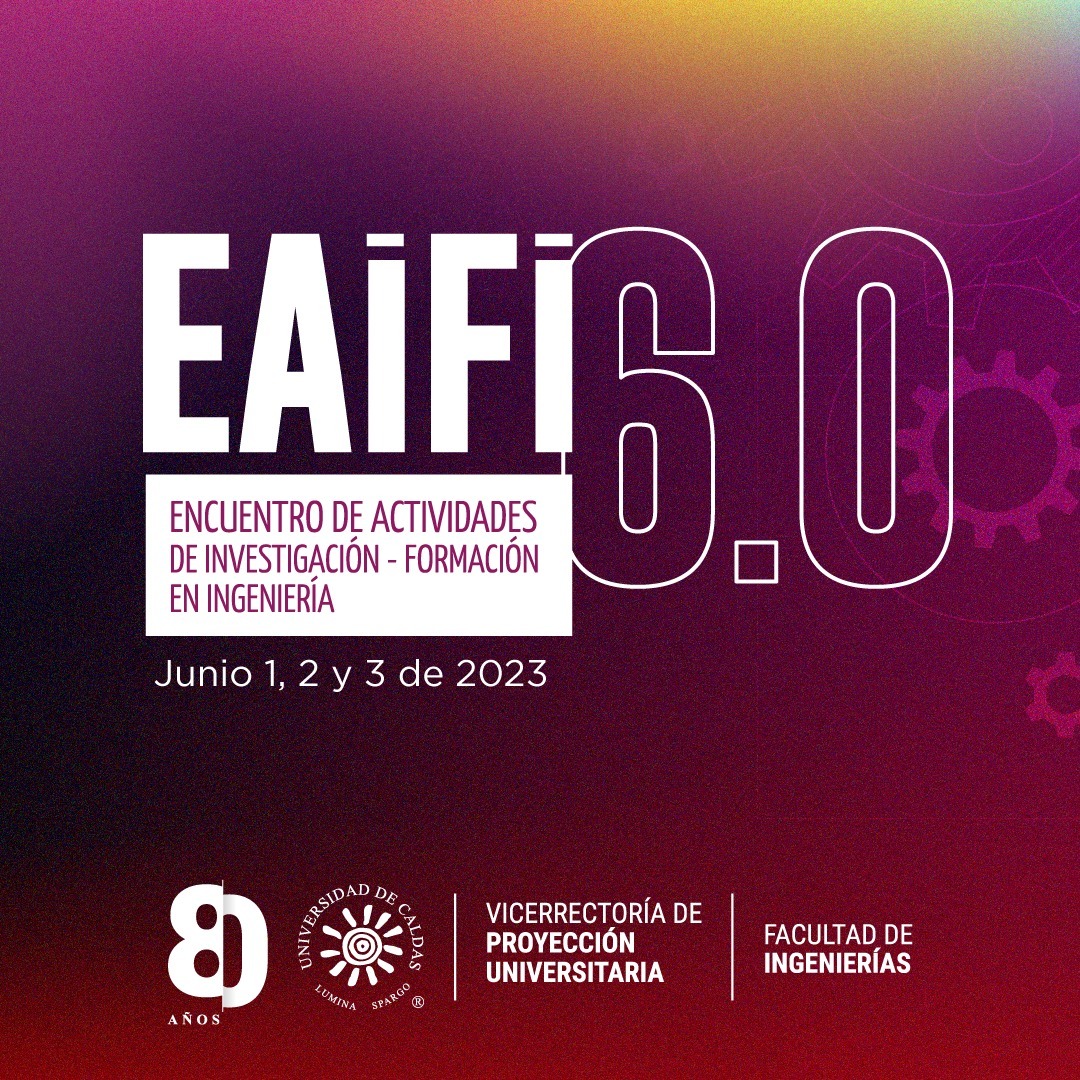 EAiFi 6.0
ENCUENTRO DE ACTIVIDADES
DE INVESTIGACIÓN - FORMACIÓN
EN INGENIERÍA
Junio 1, 2 y 3 de 2023
80
AÑOS
UNIVERSIDAD DE CALDAS
LUMINA SPARGO
®
VICERRECTORÍA DE
PROYECCIÓN
UNIVERSITARIA
FACULTAD DE
INGENIERÍAS